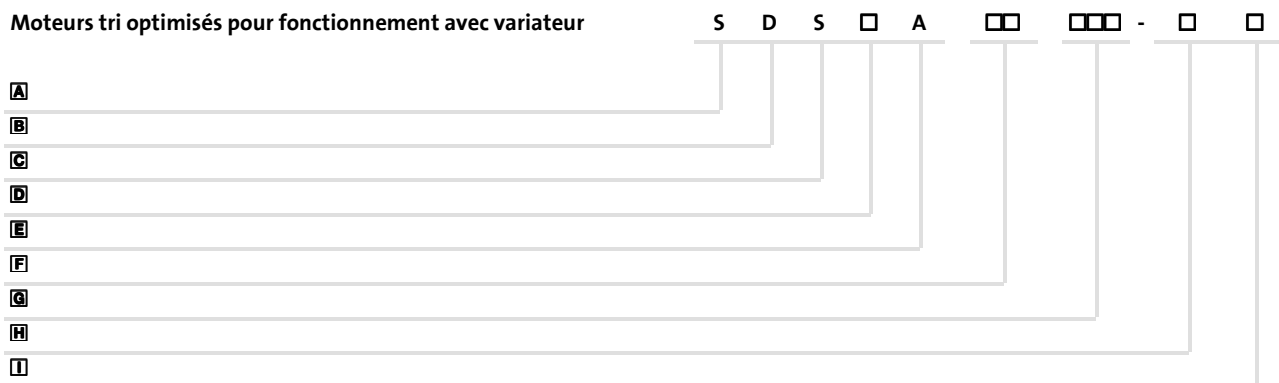 Moteurs tri optimisés pour fonctionnement avec variateur S D S □ A □□ □□□ - □ □
A
B
C
D
E
F
G
H
I